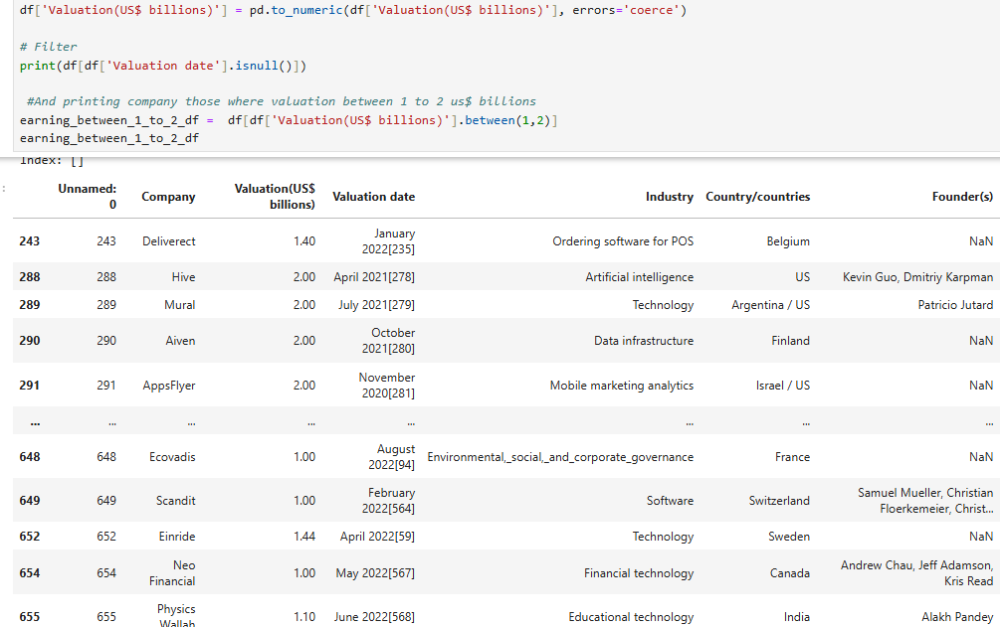 df['Valuation(US$ billions)'] = pd.to_numeric(df['Valuation(US$ billions)'], errors='coerce')
# Filter
print(df[df['Valuation date'].isnull()])
#And printing company those where valuation between 1 to 2 us$ billions
earning_between_1_to_2_df = df[df['Valuation(US$ billions)'].between(1,2)]
earning_between_1_to_2_df
Index: []
:
Unnamed: 0 Company Valuation(US$ billions) Valuation date Industry Country/countries Founder(s)
243 243 Deliverect 1.40 January 2022[235] Ordering software for POS Belgium NaN
288 288 Hive 2.00 April 2021[278] Artificial intelligence US Kevin Guo, Dmitriy Karpman
289 289 Mural 2.00 July 2021[279] Technology Argentina / US Patricio Jutard
290 290 Aiven 2.00 October 2021[280] Data infrastructure Finland NaN
291 291 AppsFlyer 2.00 November 2020[281] Mobile marketing analytics Israel / US NaN
... ... ... ... ... ... ... ...
648 648 Ecovadis 1.00 August 2022[94] Environmental,_social,_and_corporate_governance France NaN
649 649 Scandit 1.00 February 2022[564] Software Switzerland Samuel Mueller, Christian Floerkemeier, Christ...
652 652 Einride 1.44 April 2022[59] Technology Sweden NaN
654 654 Neo Financial 1.00 May 2022[567] Financial technology Canada Andrew Chau, Jeff Adamson, Kris Read
655 655 Physics Wallah 1.10 June 2022[568] Educational technology India Alakh Pandey